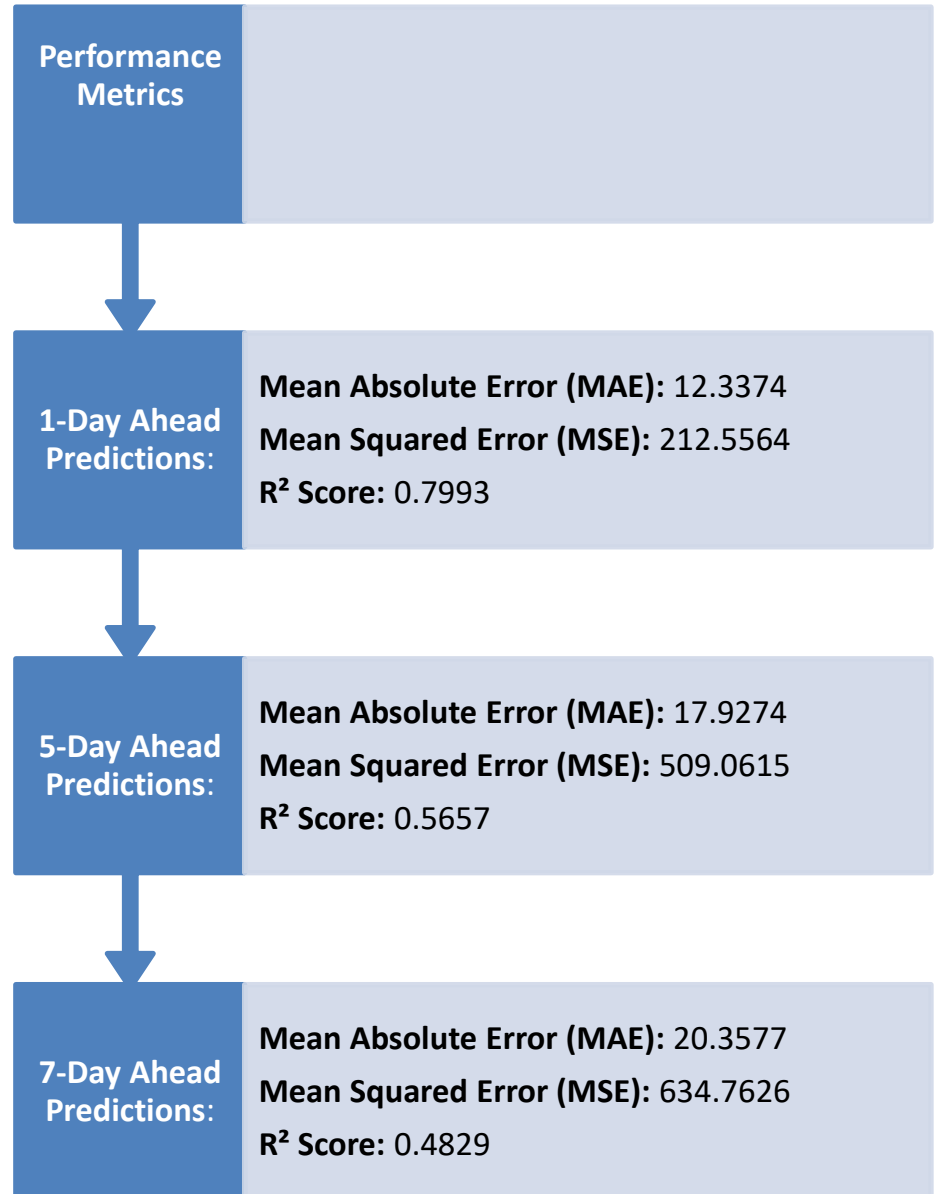 Performance
Metrics
1-Day Ahead
Predictions:
Mean Absolute Error (MAE): 12.3374
Mean Squared Error (MSE): 212.5564
R² Score: 0.7993
5-Day Ahead
Predictions:
Mean Absolute Error (MAE): 17.9274
Mean Squared Error (MSE): 509.0615
R² Score: 0.5657
7-Day Ahead
Predictions:
Mean Absolute Error (MAE): 20.3577
Mean Squared Error (MSE): 634.7626
R² Score: 0.4829